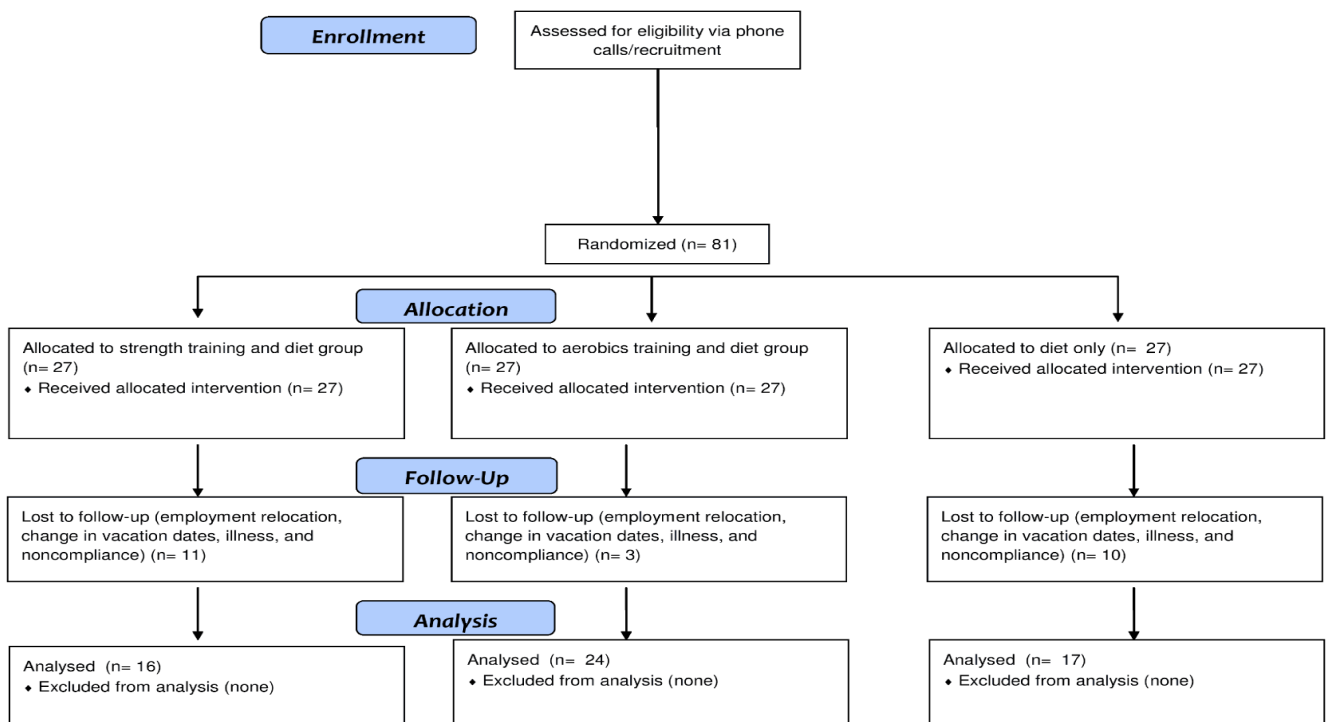 Enrollment
Assessed for eligibility via phone
calls/recruitment
Randomized (n= 81)
Allocation
Allocated to strength training and diet group
(n= 27)
⬥ Received allocated intervention (n= 27)
Allocated to aerobics training and diet group
(n= 27)
⬥ Received allocated intervention (n= 27)
Allocated to diet only (n= 27)
⬥ Received allocated intervention (n= 27)
Follow-Up
Lost to follow-up (employment relocation,
change in vacation dates, illness, and
noncompliance) (n= 11)
Lost to follow-up (employment relocation,
change in vacation dates, illness, and
noncompliance) (n= 3)
Lost to follow-up (employment relocation,
change in vacation dates, illness, and
noncompliance) (n= 10)
Analysis
Analysed (n= 16)
⬥ Excluded from analysis (none)
Analysed (n= 24)
⬥ Excluded from analysis (none)
Analysed (n= 17)
⬥ Excluded from analysis (none)